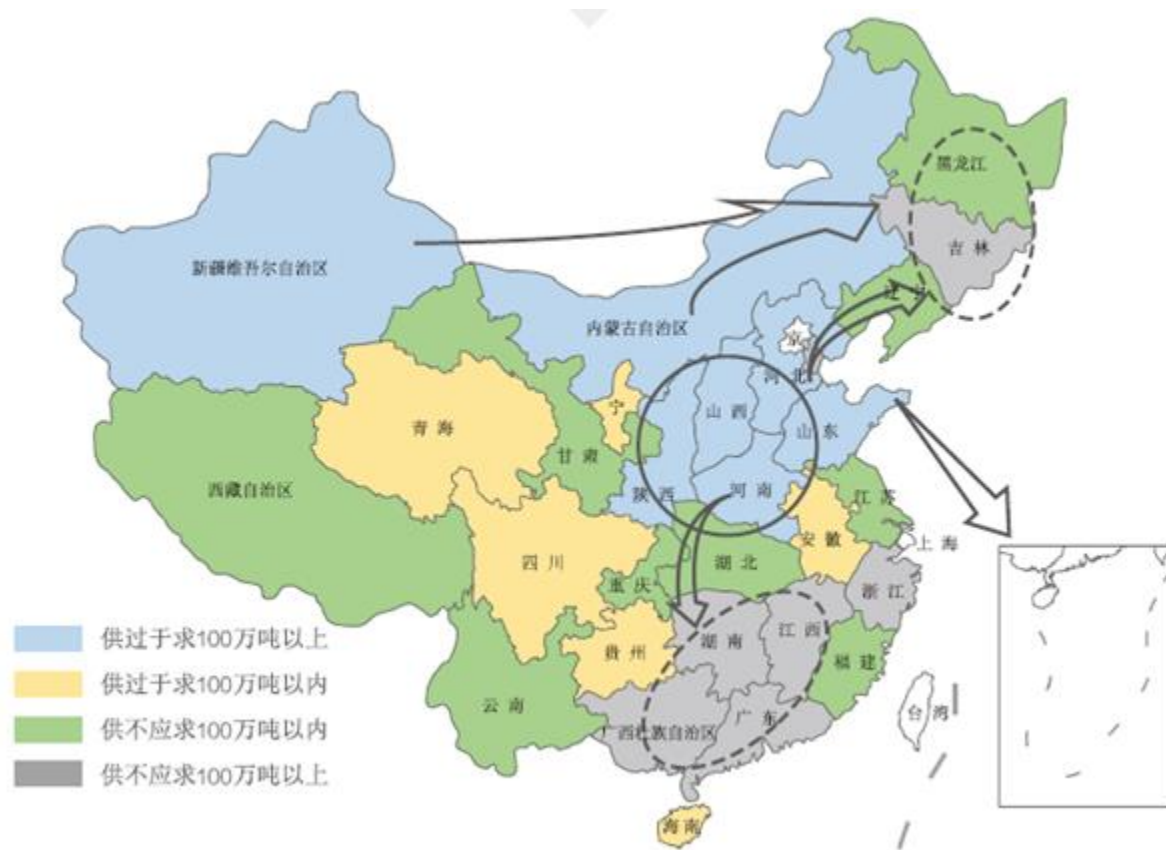 黑龙江
吉林
新疆维吾尔自治区
辽宁
内蒙古自治区
京
河北
宁
山西
青海
山东
甘肃
西藏自治区
陕西
河南
江苏
安徽
上海
四川
湖北
重庆
浙江
供过于求100万吨以上
湖南
江西
贵州
福建
供过于求100万吨以内
云南
广西壮族自治区
广东
台湾
供不应求100万吨以内
供不应求100万吨以上
海南